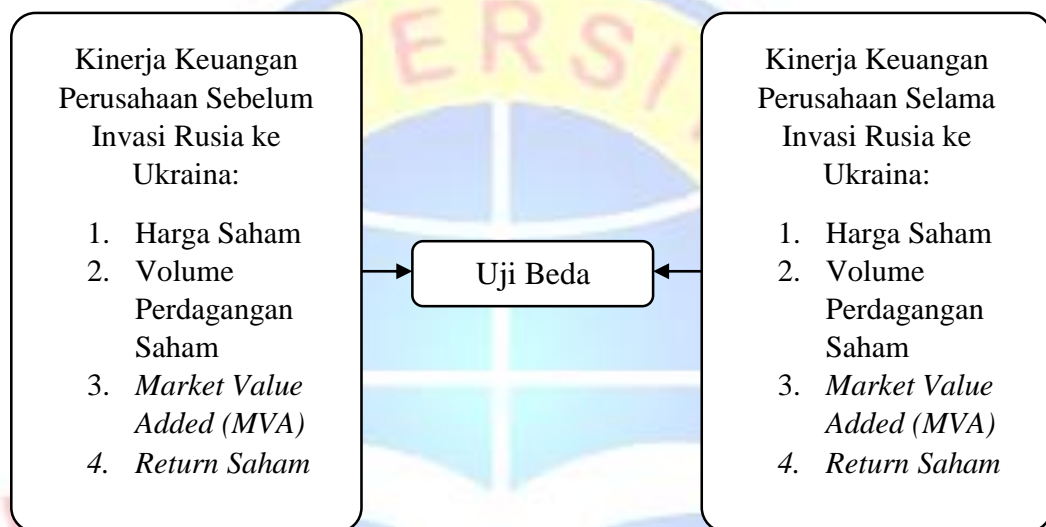 ERSI
Kinerja Keuangan
Perusahaan Sebelum
Invasi Rusia ke
Ukraina:
1. Harga Saham
2. Volume
Perdagangan
Saham
3. Market Value
Added (MVA)
4. Return Saham
Uji Beda
Kinerja Keuangan
Perusahaan Selama
Invasi Rusia ke
Ukraina:
1. Harga Saham
2. Volume
Perdagangan
Saham
3. Market Value
Added (MVA)
4. Return Saham